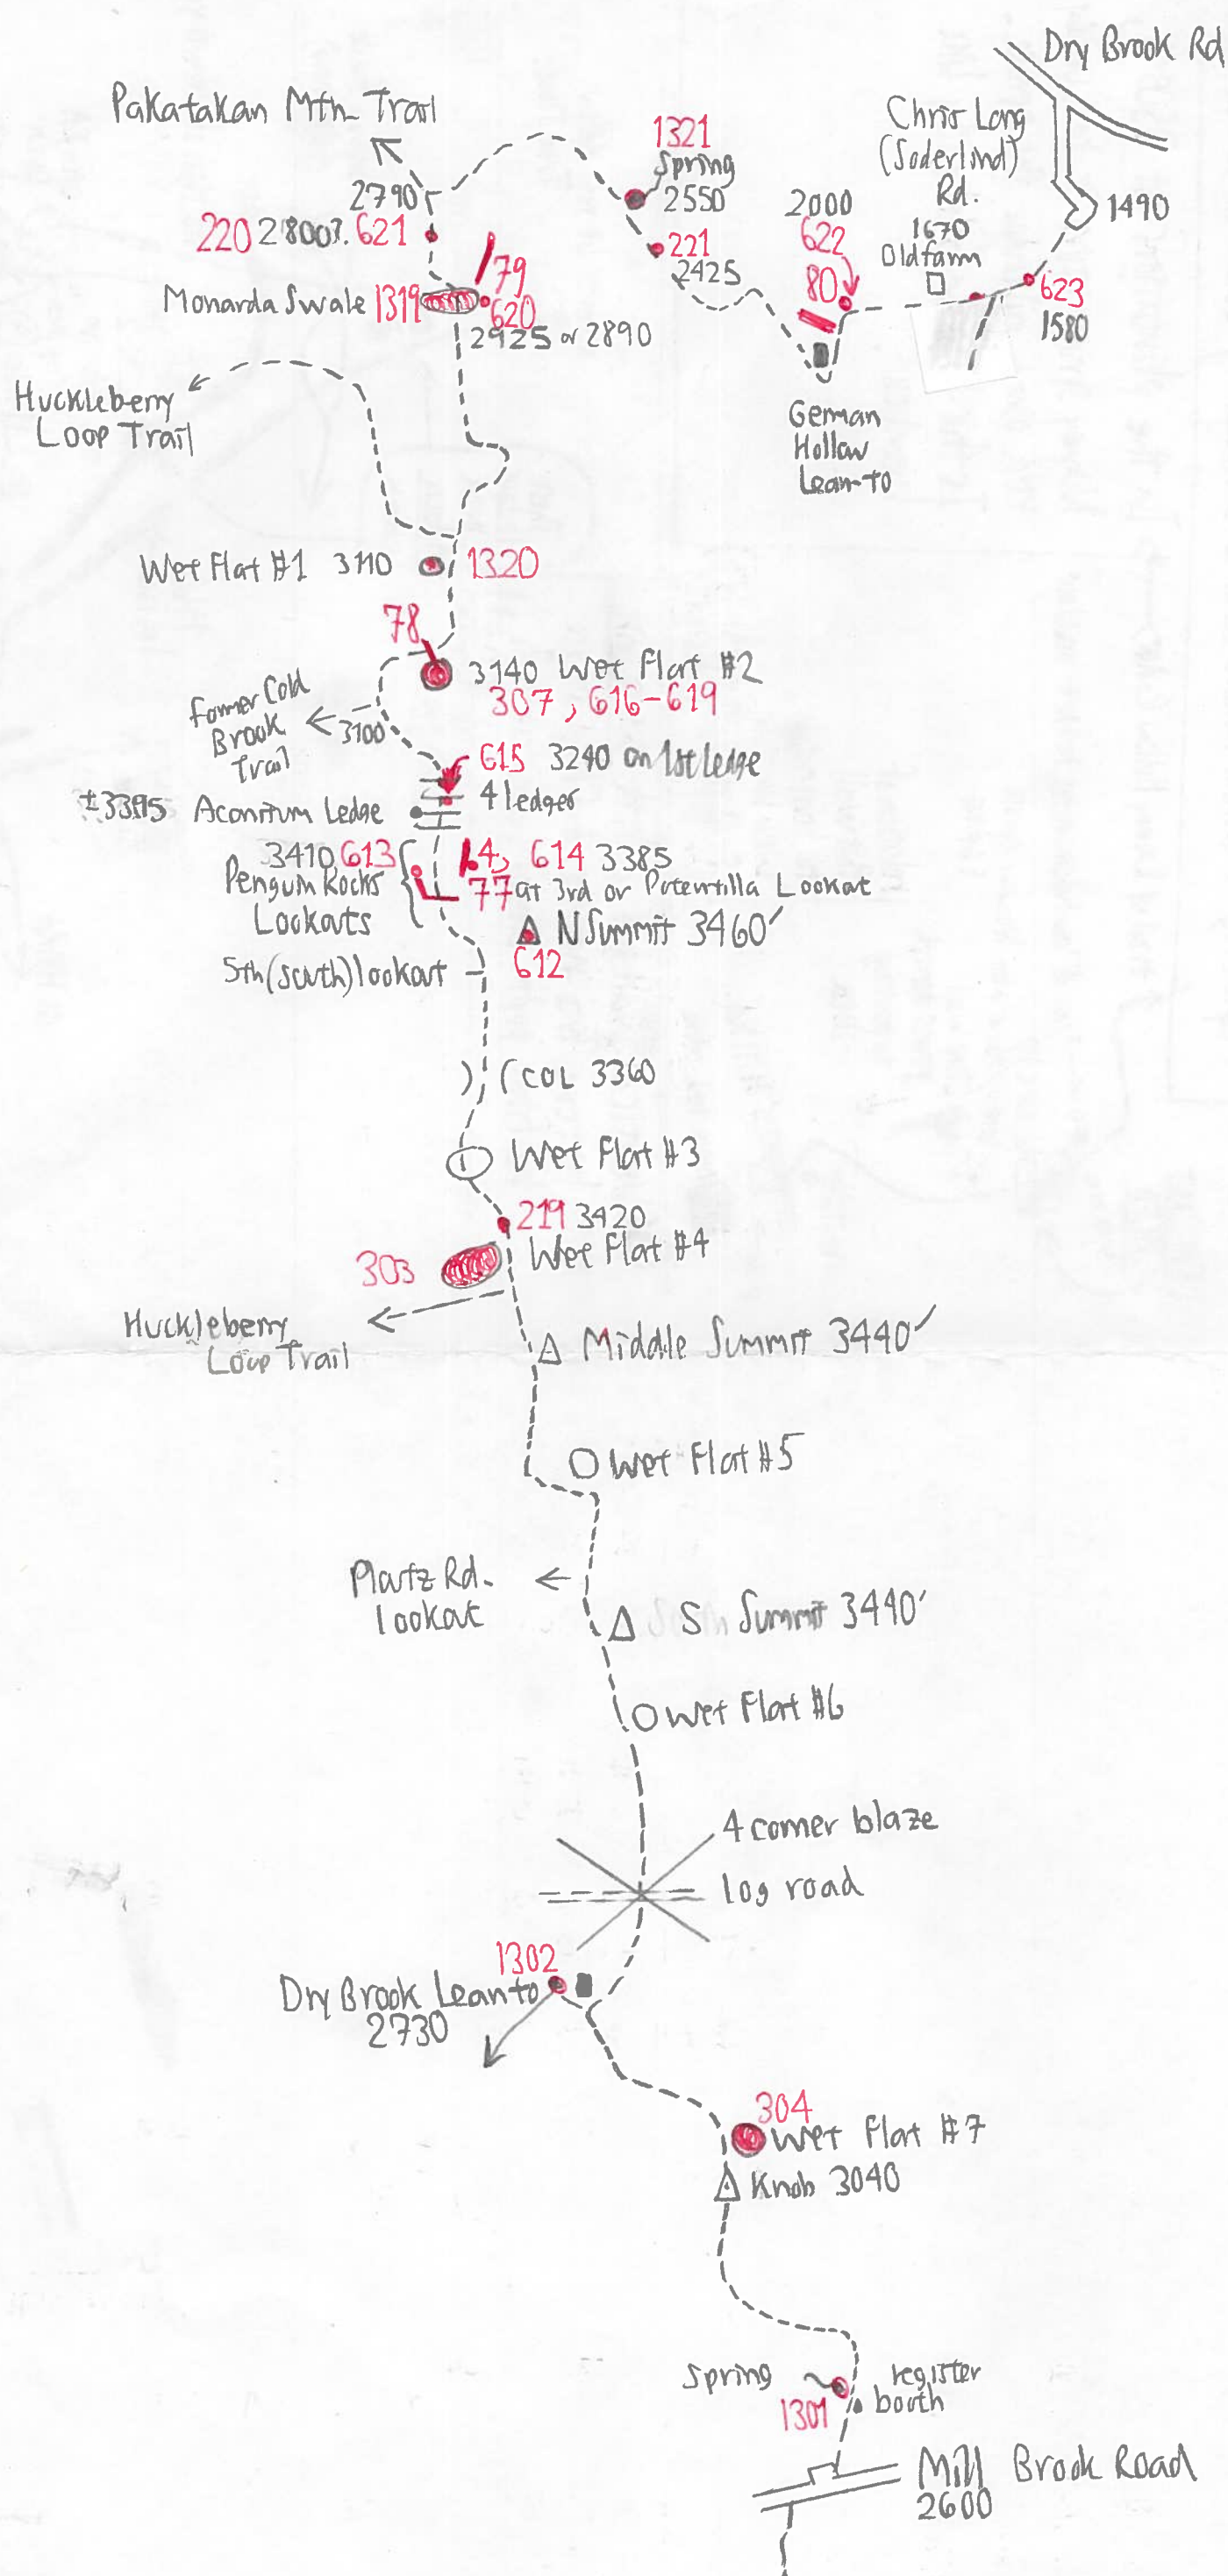 Dry Brook Rd
Pakatakan Mtn Trail
Chris Long
(Soderlind)
Rd.
1321
Spring
2550
2790
2000
1490
220 2800?. 621
221
2425
622
1670
Old farm
79
80
623
1580
Monarda Swale 1319
620
2925 or 2890
Huckleberry
Loop Trail
German
Hollow
Lean-to
Wet Flat #1 3110
1320
78
3140 Wet Flat #2
307, 616-619
Former Cold
Brook
Trail
3100
615 3240 on 1st ledge
4 ledges
Aconitum Ledge
3410 613
4, 614 3385
Penguin Rocks
Lookouts
77 at 3rd or Potentilla Lookout
N Summit 3460'
612
5th (south) lookout
) (COL 3360
Wet Flat #3
219 3420
Wet Flat #4
303
Huckleberry
Loop Trail
Middle Summit 3440'
Wet Flat #5
Platz Rd.
lookout
S Summit 3440'
Wet Flat #6
4 corner blaze
log road
1302
Dry Brook Leanto
2730
304
Wet Flat #7
Knob 3040
Spring
register
booth
1301
Mill Brook Road
2600